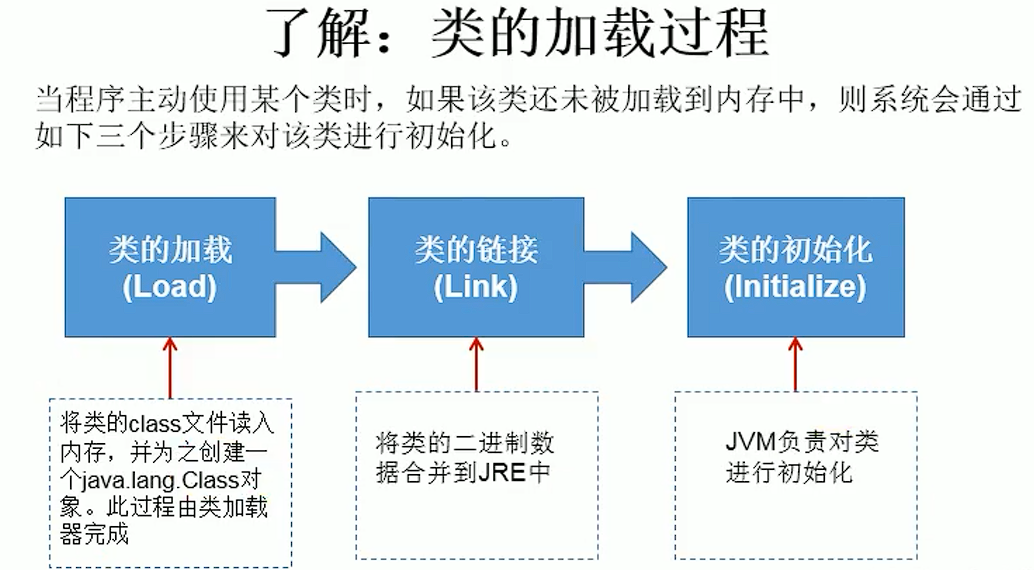 了解：类的加载过程
当程序主动使用某个类时，如果该类还未被加载到内存中，则系统会通过
如下三个步骤来对该类进行初始化。
类的加载
(Load)
类的链接
(Link)
类的初始化
(Initialize)
将类的class文件读入
内存，并为之创建一
个java.lang.Class对
象。此过程由类加载
器完成
将类的二进制数
据合并到JRE中
JVM负责对类
进行初始化